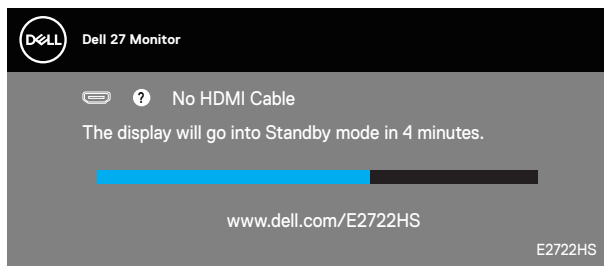 DELL
Dell 27 Monitor
? No HDMI Cable
The display will go into Standby mode in 4 minutes.
www.dell.com/E2722HS
E2722HS